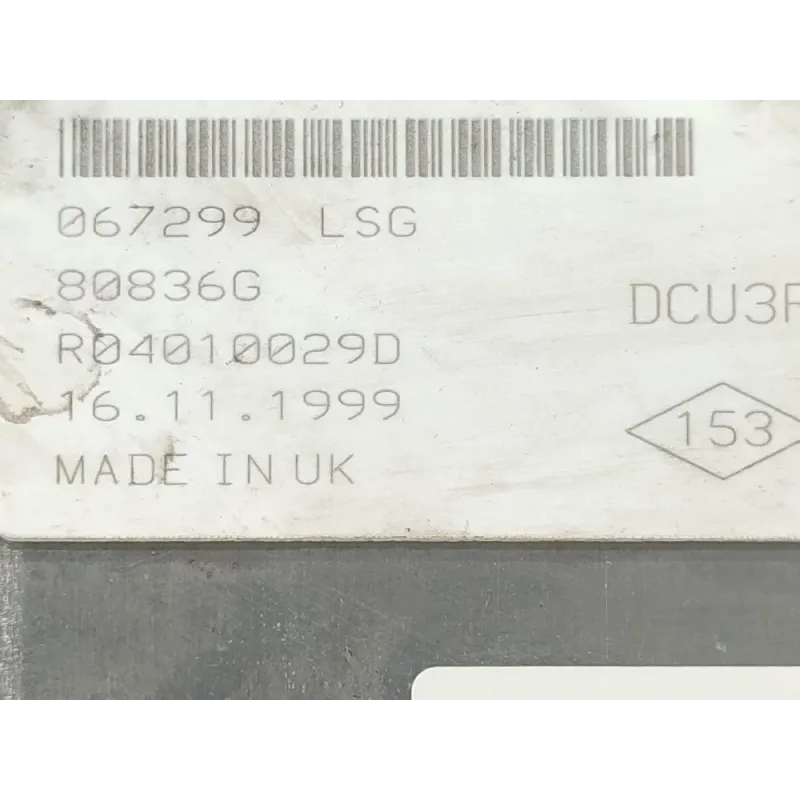 067299 LSG
80836G
R04010029D
16.11.1999
MADE IN UK
DCU3R
153